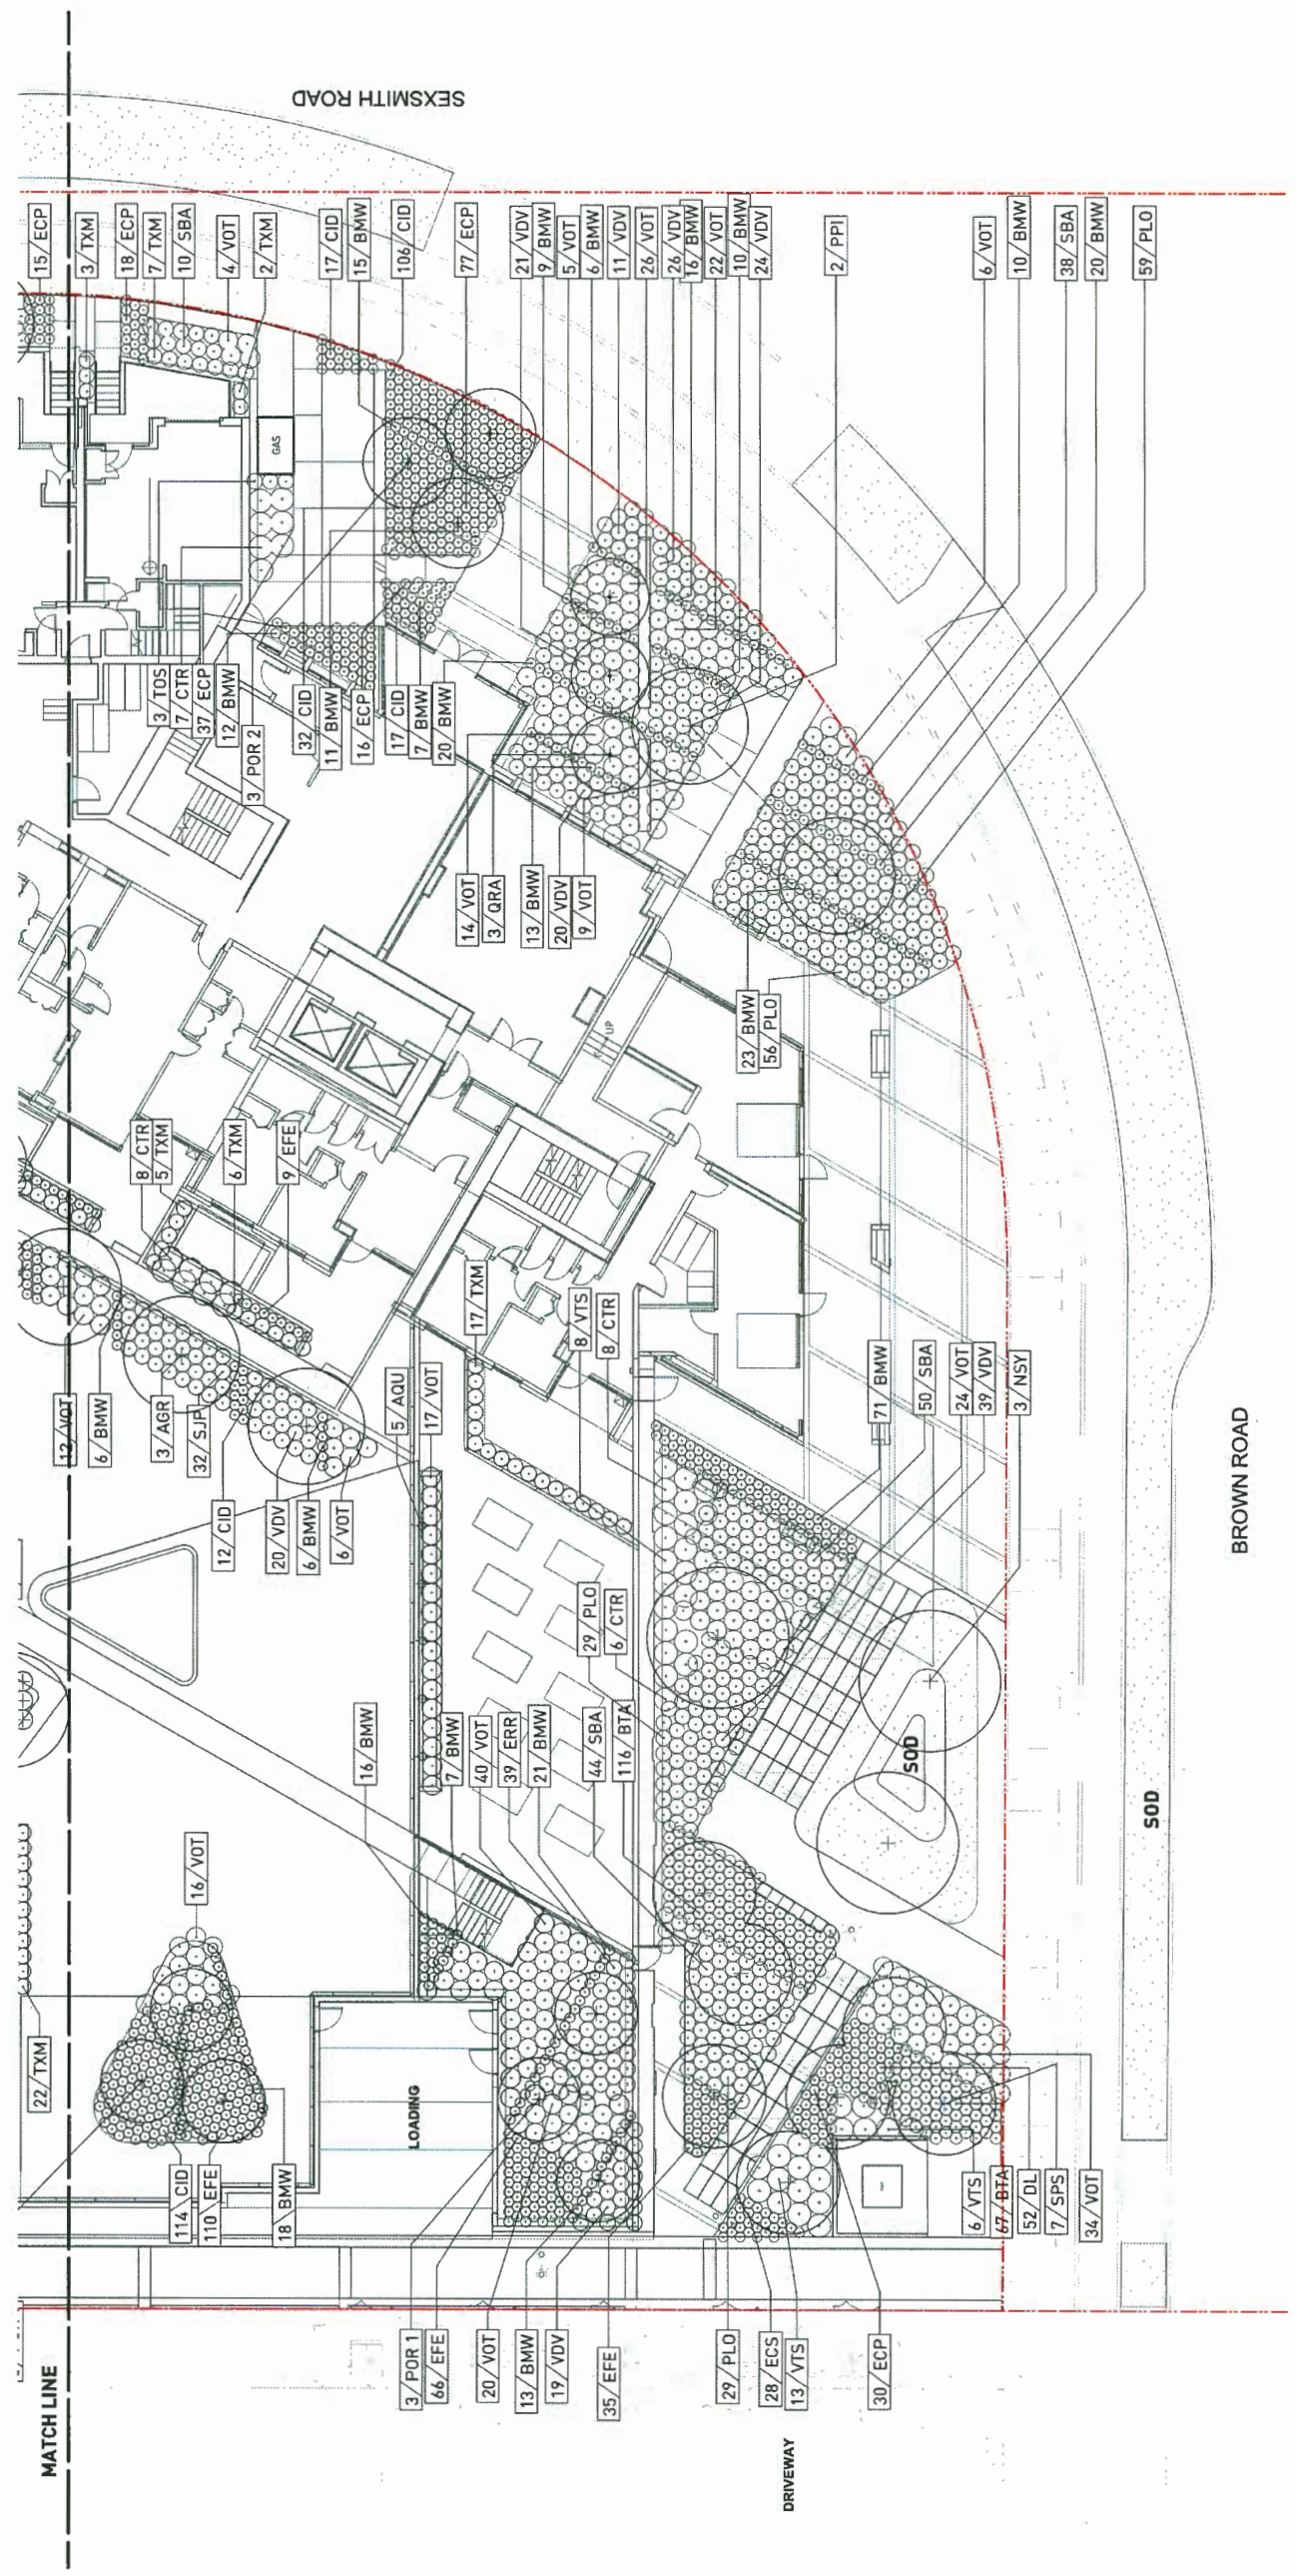 SEXSMITH ROAD
15/ECP
3/TXM
18/ECP
7/TXM
10/SBA
4/VOT
2/TXM
17/CID
15/BMW
106/CID
77/ECP
21/VDV
9/BMW
5/VOT
6/BMW
11/VDV
26/VOT
26/VDV
16/BMW
22/VOT
10/BMW
24/VDV
2/PPI
6/VOT
10/BMW
38/SBA
20/BMW
59/PLO
GAS
3/TOS
7/CTR
37/ECP
12/BMW
3/POR 2
32/CID
11/BMW
16/ECP
17/CID
7/BMW
20/BMW
14/VOT
3/QRA
13/BMW
20/VDV
9/VOT
UP
23/BMW
56/PLO
8/CTR
5/TXM
6/TXM
9/EFE
17/TXM
8/VTS
8/CTR
12/VOT
6/BMW
3/AGR
32/SJP
12/CID
20/VDV
6/BMW
6/VOT
5/AQU
17/VOT
71/BMW
50/SBA
24/VOT
39/VDV
3/NSY
BROWN ROAD
29/PLO
6/CTR
16/BMW
7/BMW
40/VOT
39/ERR
21/BMW
44/SBA
116/BTA
SOD
SOD
16/VOT
22/TXM
LOADING
114/CID
110/EFE
18/BMW
6/VTS
67/BTA
52/DL
7/SPS
34/VOT
3/POR 1
66/EFE
20/VOT
13/BMW
19/VDV
35/EFE
29/PLO
28/ECS
13/VTS
30/ECP
MATCH LINE
DRIVEWAY